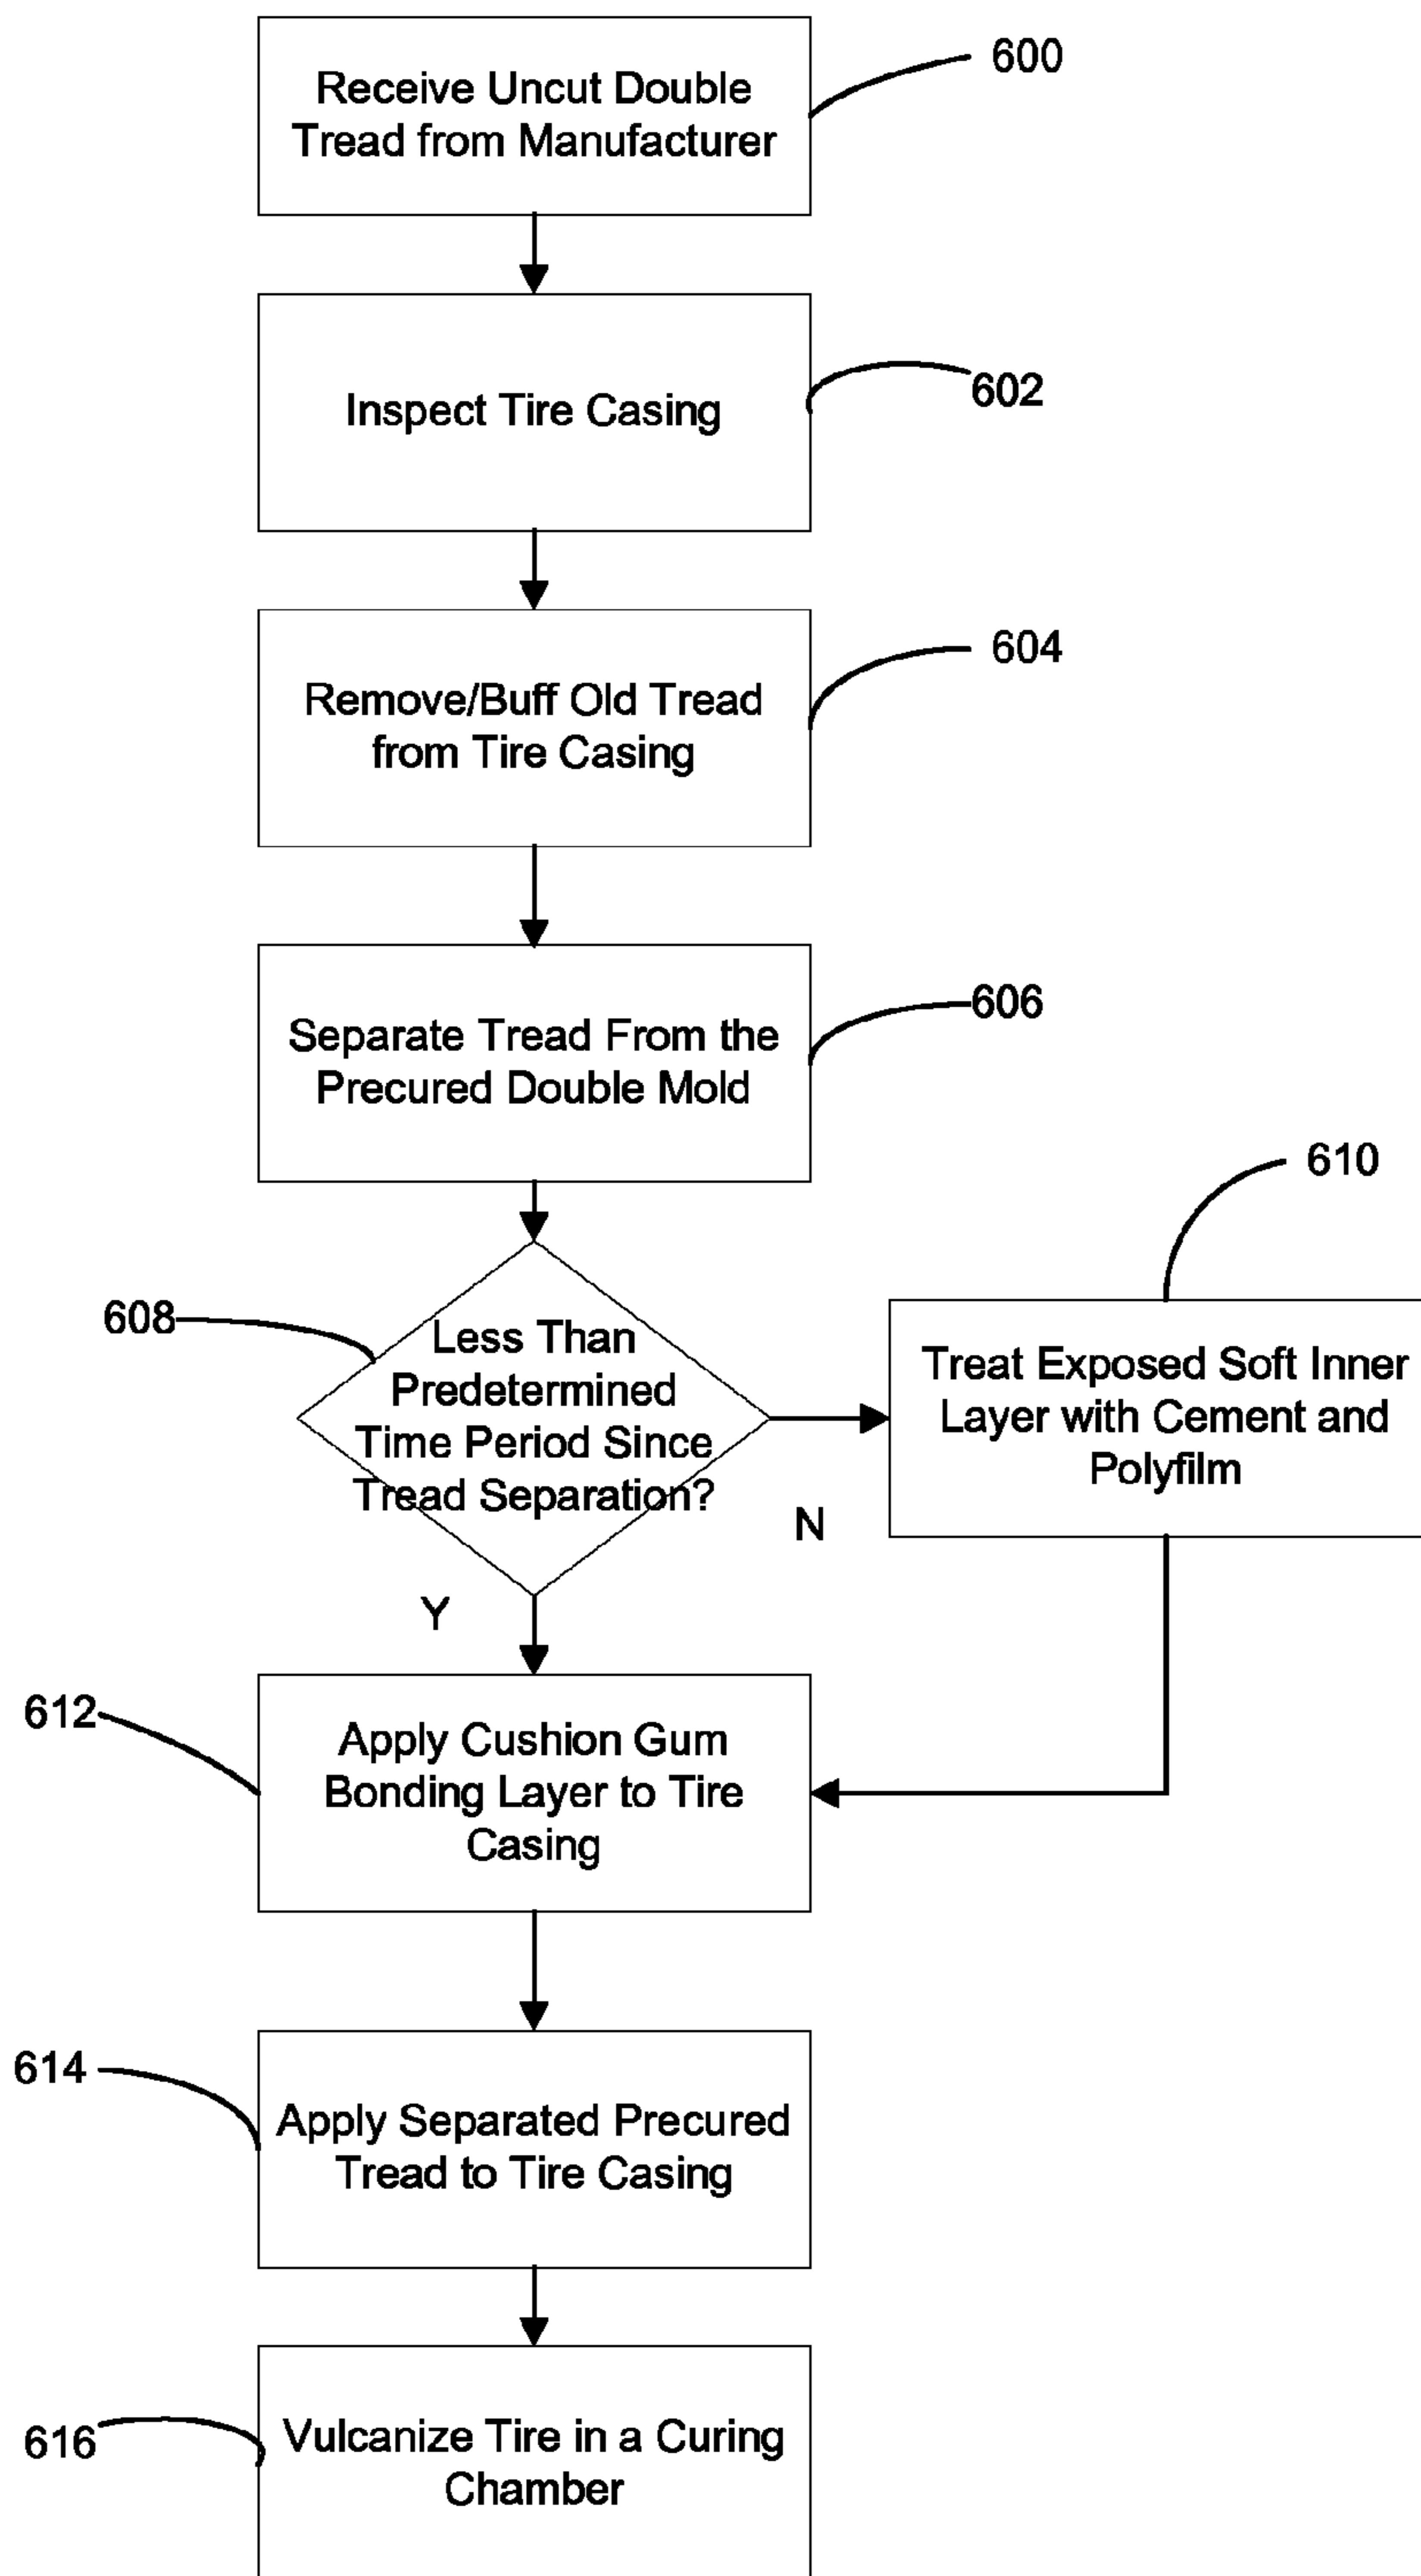 Receive Uncut Double
Tread from Manufacturer
600
Inspect Tire Casing
602
Remove/Buff Old Tread
from Tire Casing
604
Separate Tread From the
Precured Double Mold
606
608
Less Than
Predetermined
Time Period Since
Tread Separation?
N
Y
610
Treat Exposed Soft Inner
Layer with Cement and
Polyfilm
612
Apply Cushion Gum
Bonding Layer to Tire
Casing
614
Apply Separated Precured
Tread to Tire Casing
616
Vulcanize Tire in a Curing
Chamber